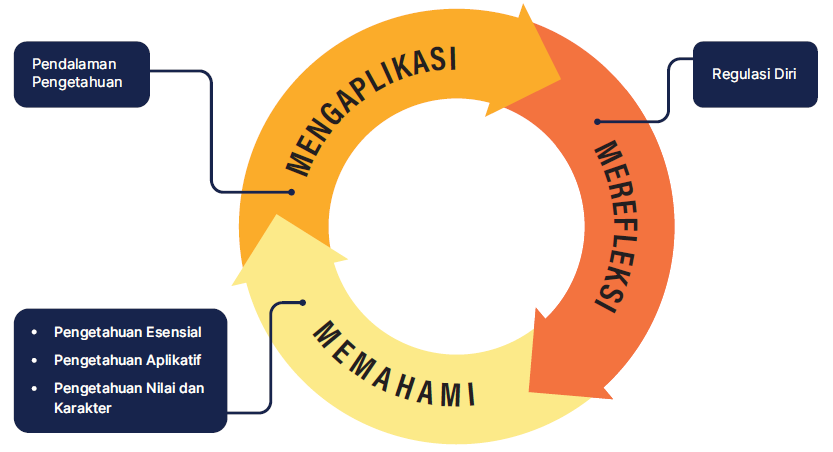 Pendalaman
Pengetahuan
MENGAPLIKASI
Regulasi Diri
MEREFLEKSI
• Pengetahuan Esensial
• Pengetahuan Aplikatif
• Pengetahuan Nilai dan
Karakter
MEMAHAMI